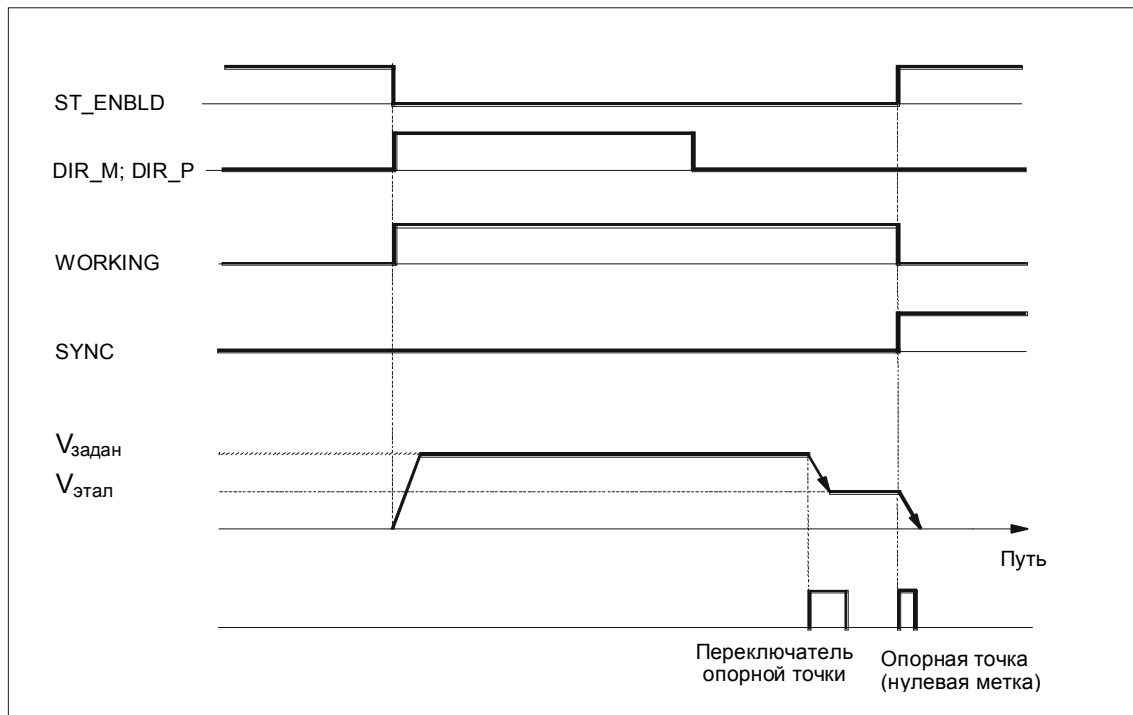 ST_ENBLD
DIR_M; DIR_P
WORKING
SYNC
Vзадан
Vэтал
Путь
Переключатель
опорной точки
Опорная точка
(нулевая метка)